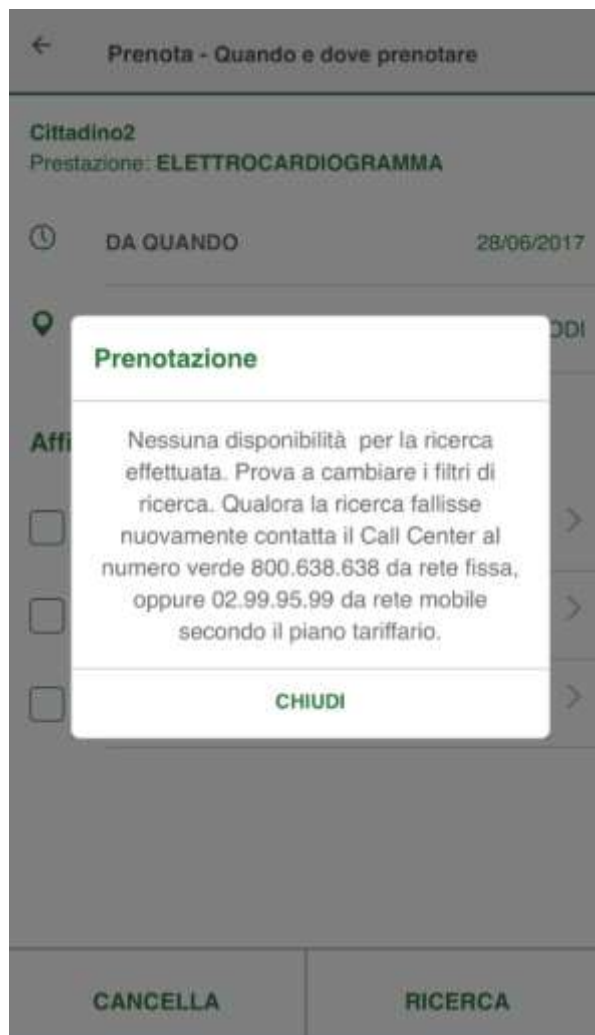 Prenota - Quando e dove prenotare
Cittadino2
Prestazione: ELETTROCARDIOGRAMMA
DA QUANDO 28/06/2017
ODI
Prenotazione
Affi
Nessuna disponibilità per la ricerca
effettuata. Prova a cambiare i filtri di
ricerca. Qualora la ricerca fallisse
nuovamente contatta il Call Center al
numero verde 800.638.638 da rete fissa,
oppure 02.99.95.99 da rete mobile
secondo il piano tariffario.
CHIUDI
CANCELLA RICERCA